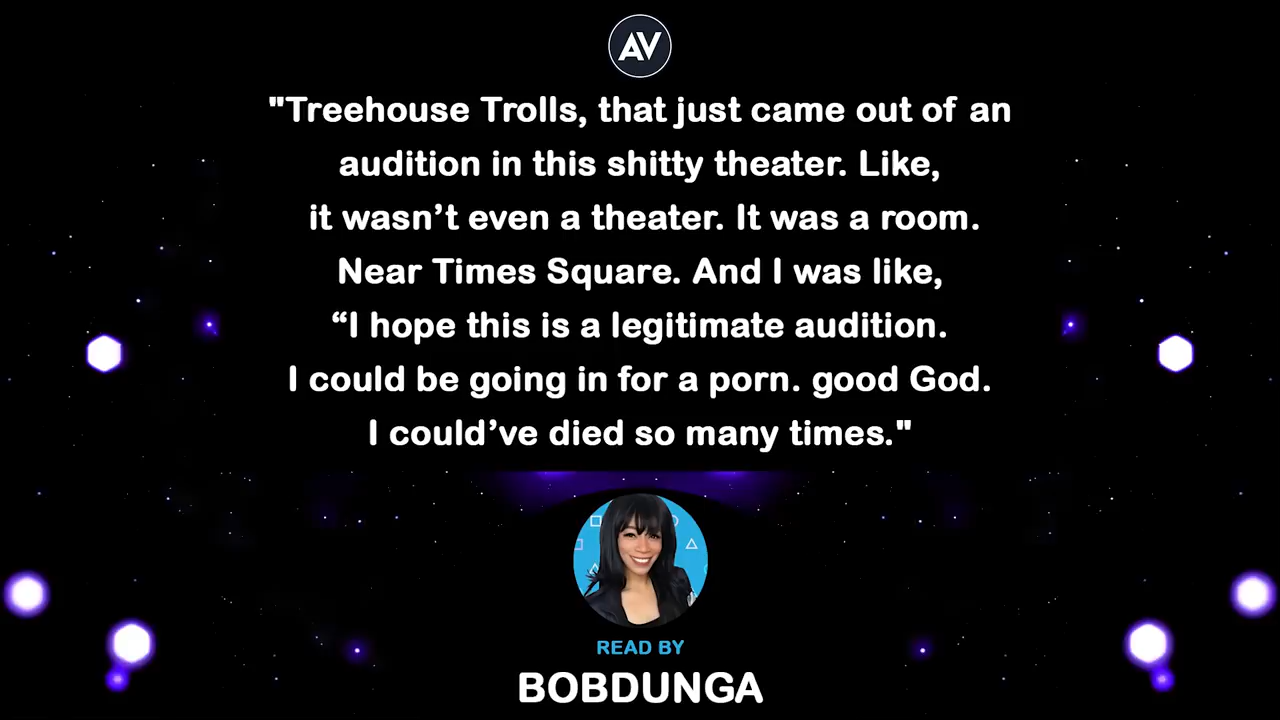 AV
"Treehouse Trolls, that just came out of an
audition in this shitty theater. Like,
it wasn’t even a theater. It was a room.
Near Times Square. And I was like,
“I hope this is a legitimate audition.
I could be going in for a porn. good God.
I could’ve died so many times."
READ BY
BOBDUNGA